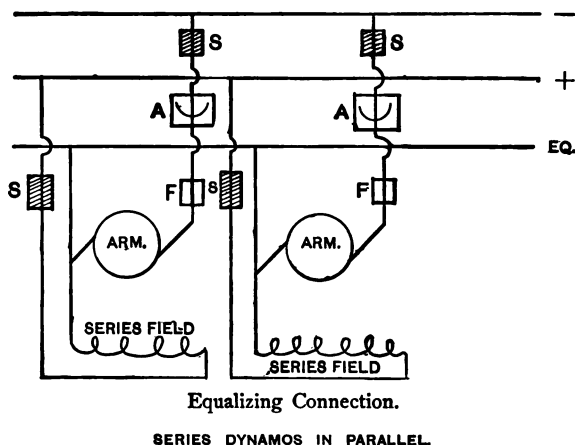 S
S
−
+
A
A
EQ.
S
F
S
F
ARM.
ARM.
SERIES FIELD
SERIES FIELD
Equalizing Connection.
SERIES DYNAMOS IN PARALLEL.